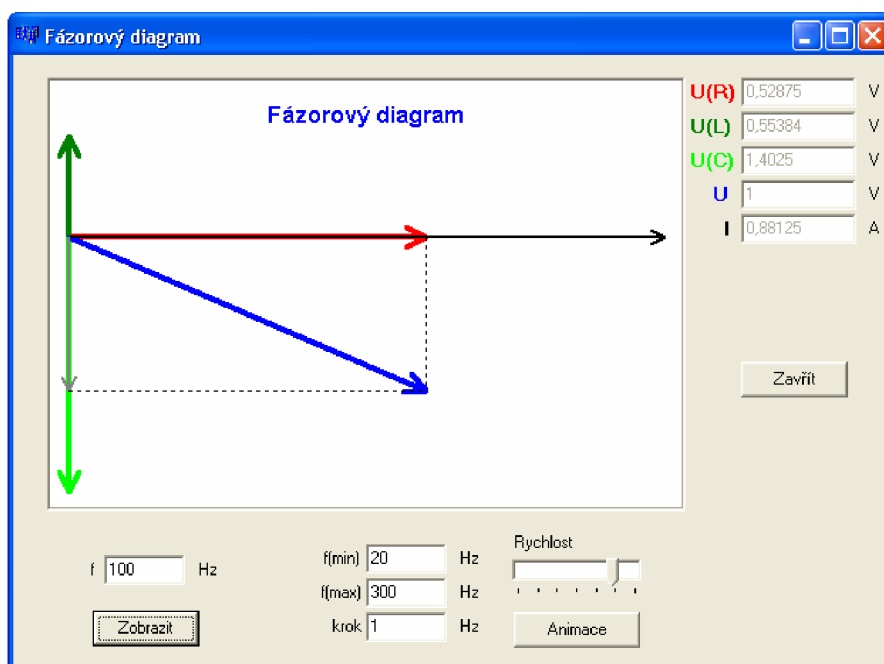 Fázorový diagram
Fázorový diagram
U(R) 0,52875 V
U(L) 0,55384 V
U(C) 1,4025 V
U 1 V
I 0,88125 A
Zavřít
f 100 Hz
Zobrazit
f(min) 20 Hz
f(max) 300 Hz
krok 1 Hz
Rychlost
Animace